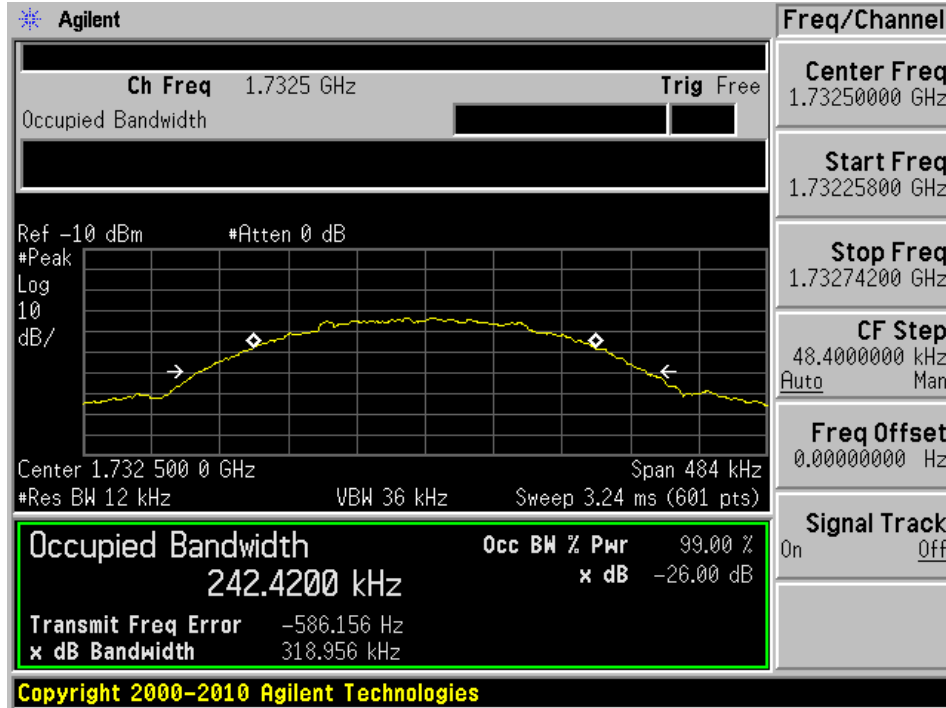 Agilent
Freq/Channel
Ch Freq 1.7325 GHz Trig Free
Occupied Bandwidth
Center Freq
1.73250000 GHz
Start Freq
1.73225800 GHz
Ref -10 dBm #Atten 0 dB
#Peak
Log
10
dB/
Stop Freq
1.73274200 GHz
CF Step
48.4000000 kHz
Auto Man
Freq Offset
0.00000000 Hz
Center 1.732 500 0 GHz Span 484 kHz
#Res BW 12 kHz VBW 36 kHz Sweep 3.24 ms (601 pts)
Signal Track
On Off
Occupied Bandwidth Occ BW % Pwr 99.00 %
242.4200 kHz x dB -26.00 dB
Transmit Freq Error -586.156 Hz
x dB Bandwidth 318.956 kHz
Copyright 2000-2010 Agilent Technologies